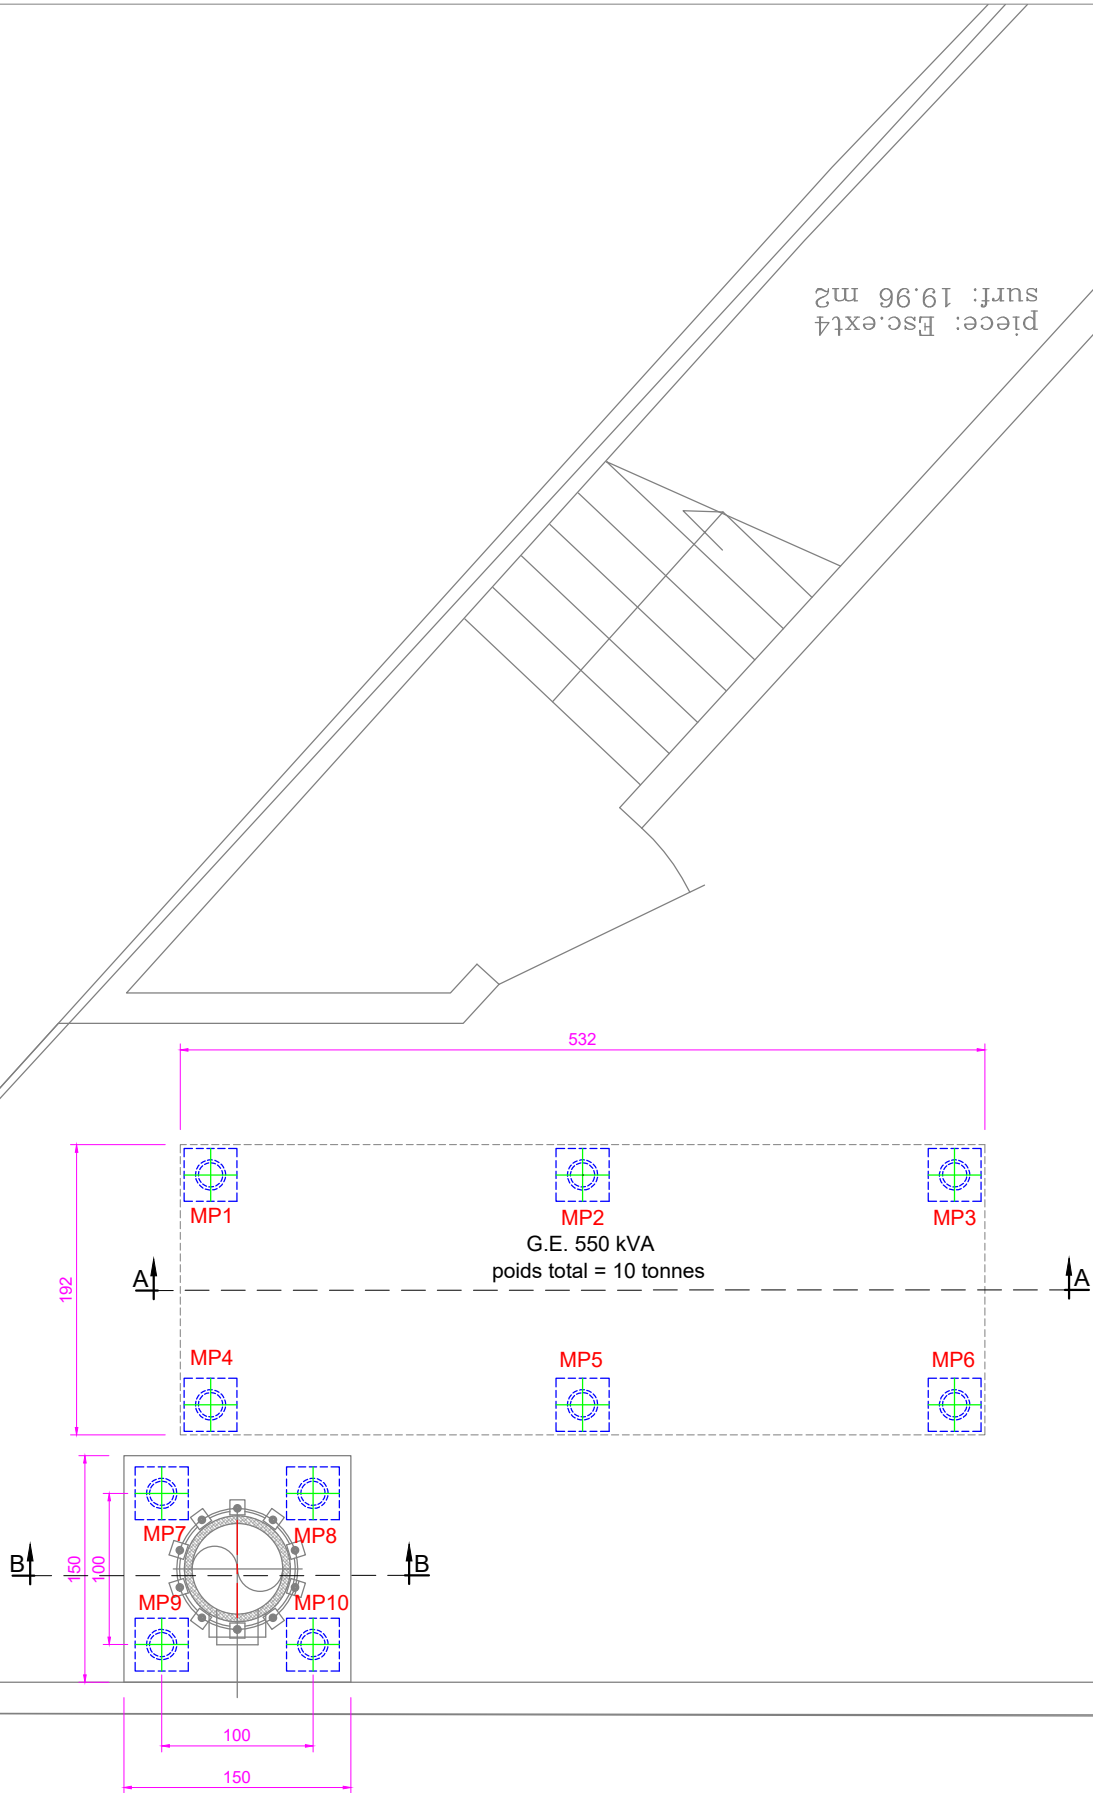 piece: Esc.ext4
surf: 19.96 m2
532
MP1
MP2
MP3
G.E. 550 kVA
poids total = 10 tonnes
A
A
192
MP4
MP5
MP6
MP7
MP8
B
B
150
100
MP9
MP10
100
150